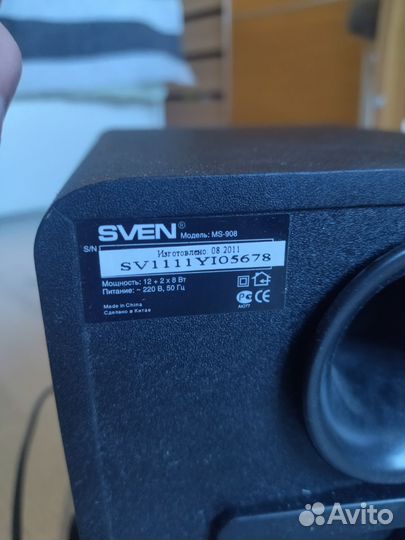 SVEN®
Модель: MS-908
S/N
Изготовлено 08.2011
SV1111YI05678
Мощность: 12 + 2 x 8 Вт
Питание: ~ 220 В, 50 Гц
Made in China
Сделано в Китае
АЮ77
Avito